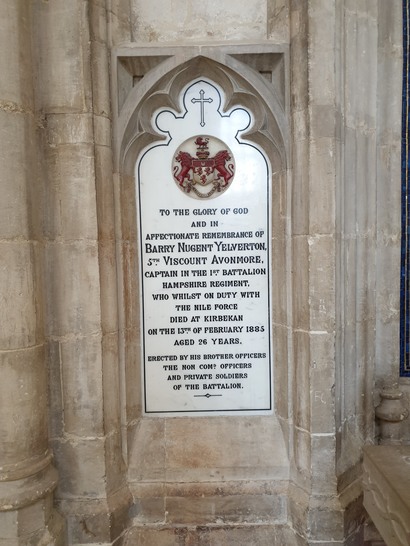 TO THE GLORY OF GOD
AND IN
AFFECTIONATE REMEMBRANCE OF
BARRY NUGENT YELVERTON,
5TH VISCOUNT AVONMORE,
CAPTAIN IN THE 1ST BATTALION
HAMPSHIRE REGIMENT,
WHO WHILST ON DUTY WITH
THE NILE FORCE
DIED AT KIRBEKAN
ON THE 13TH OF FEBRUARY 1885
AGED 26 YEARS.
ERECTED BY HIS BROTHER OFFICERS
THE NON COMD OFFICERS
AND PRIVATE SOLDIERS
OF THE BATTALION.